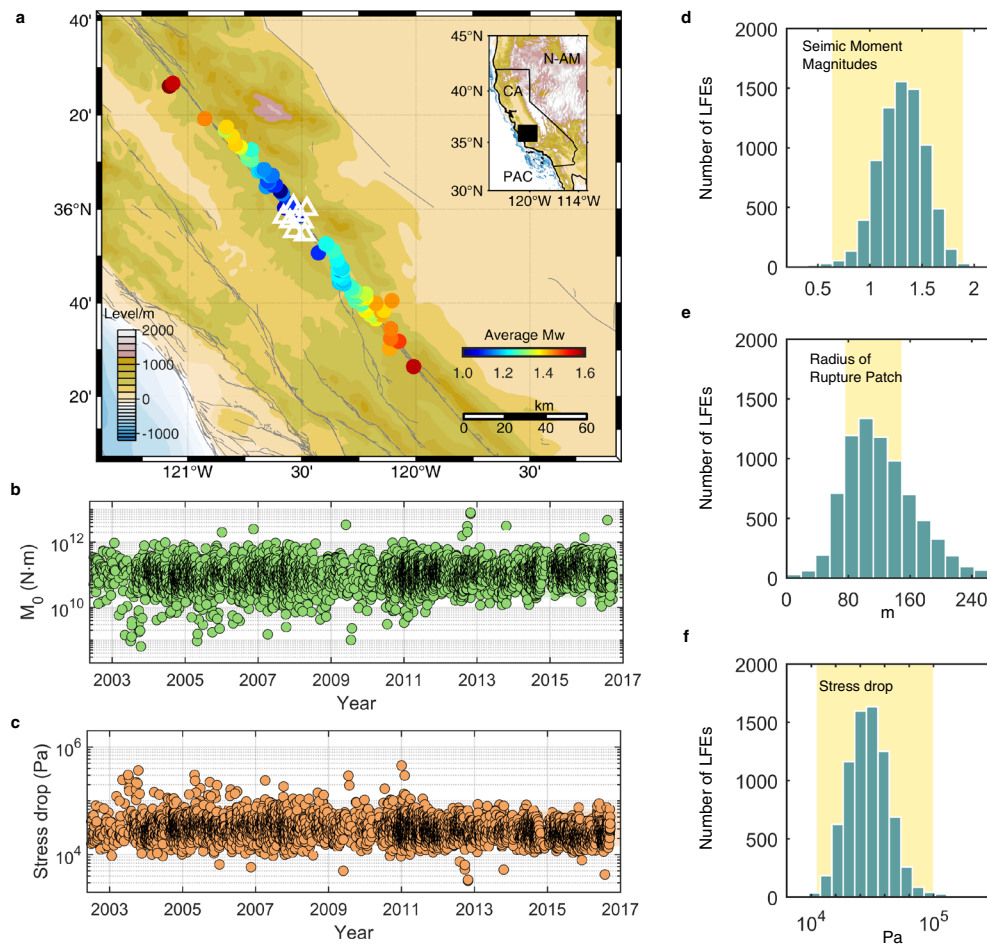 a
40'
20'
36°N
40'
20'
121°W
30'
120°W
30'
45°N
40°N
35°N
30°N
N-AM
CA
PAC
120°W
114°W
Level/m
2000
1000
0
-1000
Average Mw
1.0
1.2
1.4
1.6
km
0
20
40
60
b
M0 (N·m)
10^12
10^10
2003
2005
2007
2009
2011
2013
2015
2017
Year
c
Stress drop (Pa)
10^6
10^4
2003
2005
2007
2009
2011
2013
2015
2017
Year
d
Number of LFEs
2000
1500
1000
500
0
Seimic Moment
Magnitudes
0.5
1
1.5
2
e
Number of LFEs
2000
1500
1000
500
0
Radius of
Rupture Patch
0
80
160
240
m
f
Number of LFEs
2000
1500
1000
500
0
Stress drop
10^4
10^5
Pa